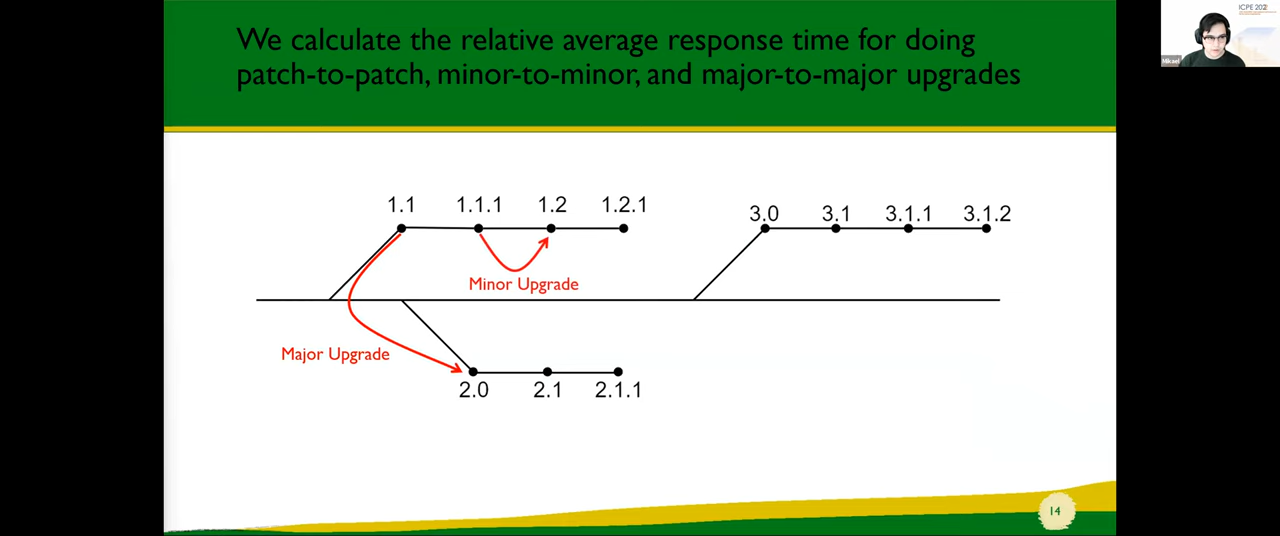 We calculate the relative average response time for doing
patch-to-patch, minor-to-minor, and major-to-major upgrades
ICPE 2022
Mikael
1.1 1.1.1 1.2 1.2.1
3.0 3.1 3.1.1 3.1.2
Minor Upgrade
Major Upgrade
2.0 2.1 2.1.1
14